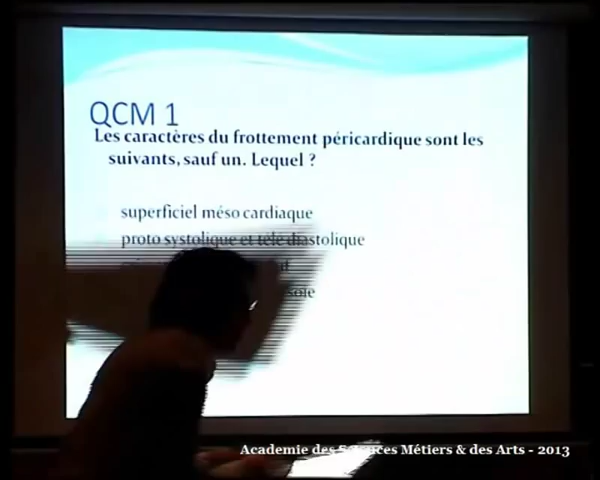 QCM 1
Les caractères du frottement péricardique sont les
suivants, sauf un. Lequel ?
superficiel méso cardiaque
proto systolique et télé diastolique
soie
Academie des Sciences Métiers & des Arts - 2013